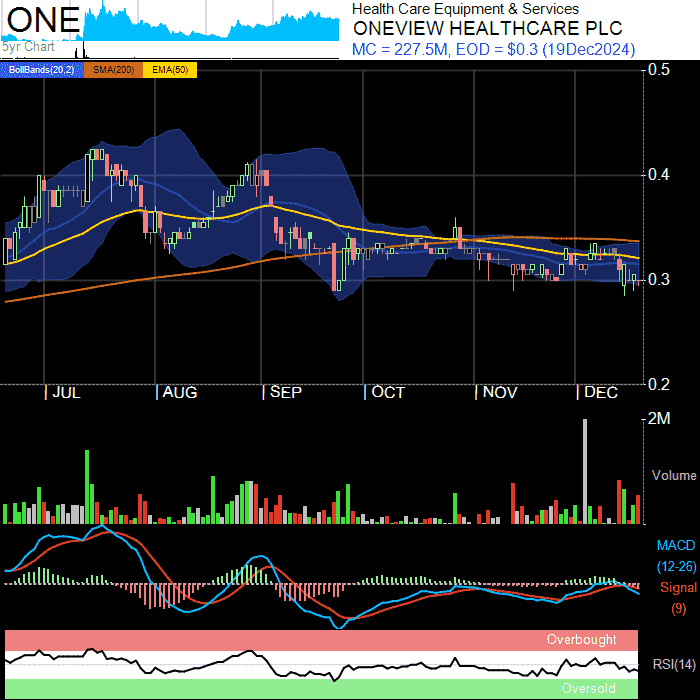 ONE
5yr Chart
Health Care Equipment & Services
ONEVIEW HEALTHCARE PLC
MC = 227.5M, EOD = $0.3 (19Dec2024)
BollBands(20,2) SMA(200) EMA(50)
0.5
0.4
0.3
0.2
| JUL | AUG | SEP | OCT | NOV | DEC
2M
Volume
MACD
(12-26)
Signal
(9)
Overbought
RSI(14)
Oversold